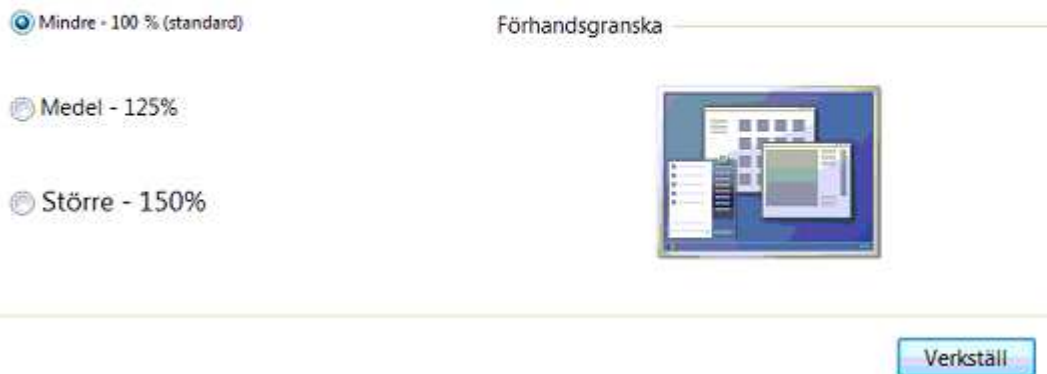 Mindre - 100 % (standard)
Förhandsgranska
Medel - 125%
Större - 150%
Verkställ